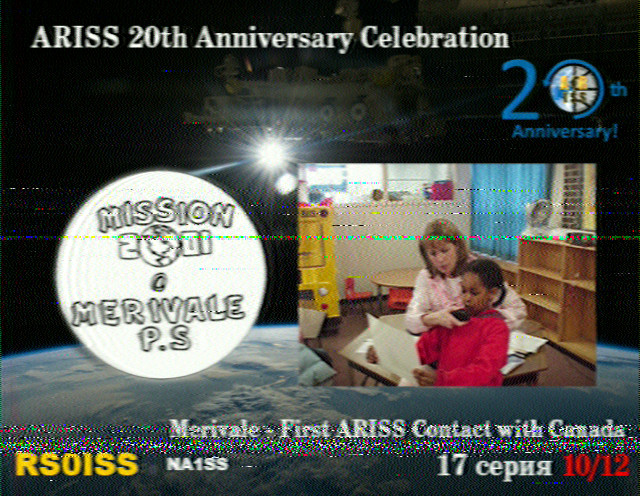 ARISS 20th Anniversary Celebration
20th
Anniversary!
MISSION
2001
@
MERIVALE
P.S
Merivale - First ARISS Contact with Canada
RS0ISS
NA1SS
17 серия 10/12